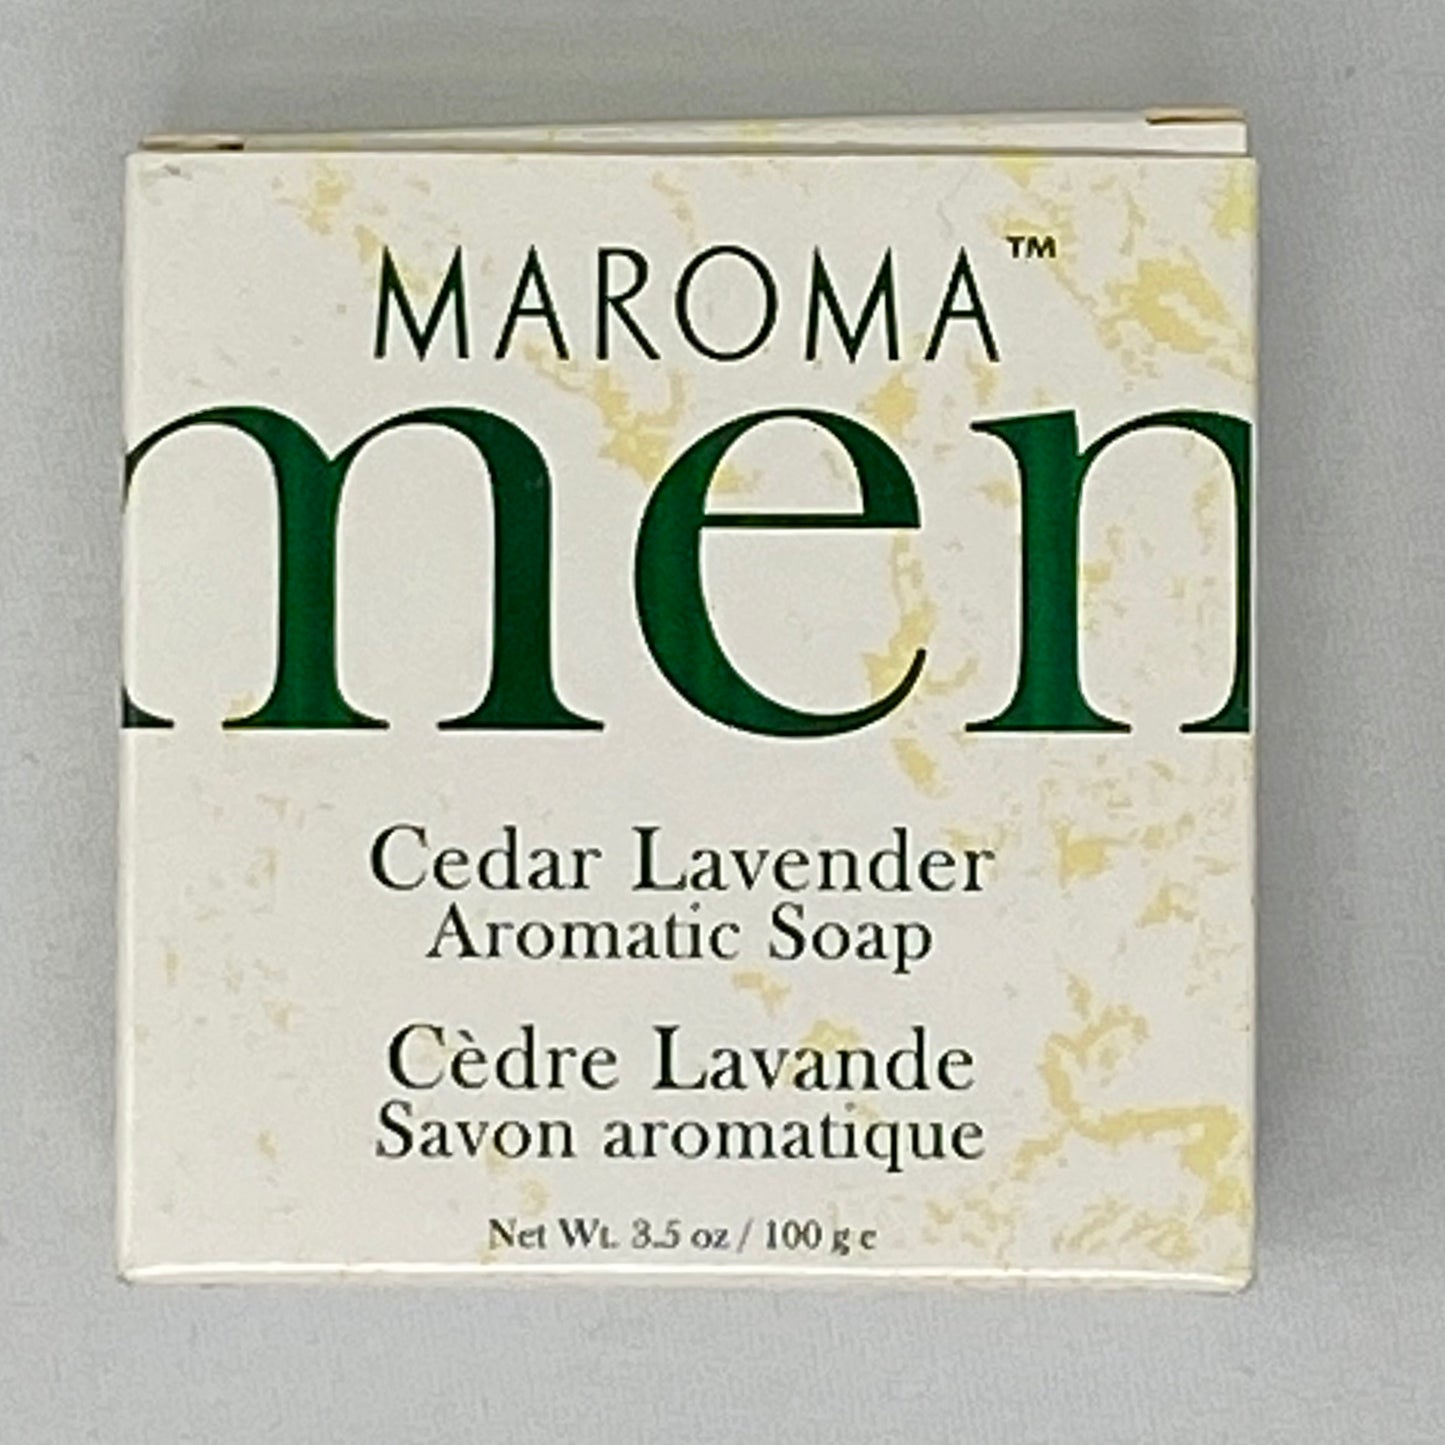 MAROMA™
men
Cedar Lavender
Aromatic Soap
Cèdre Lavande
Savon aromatique
Net Wt. 3.5 oz / 100 g e